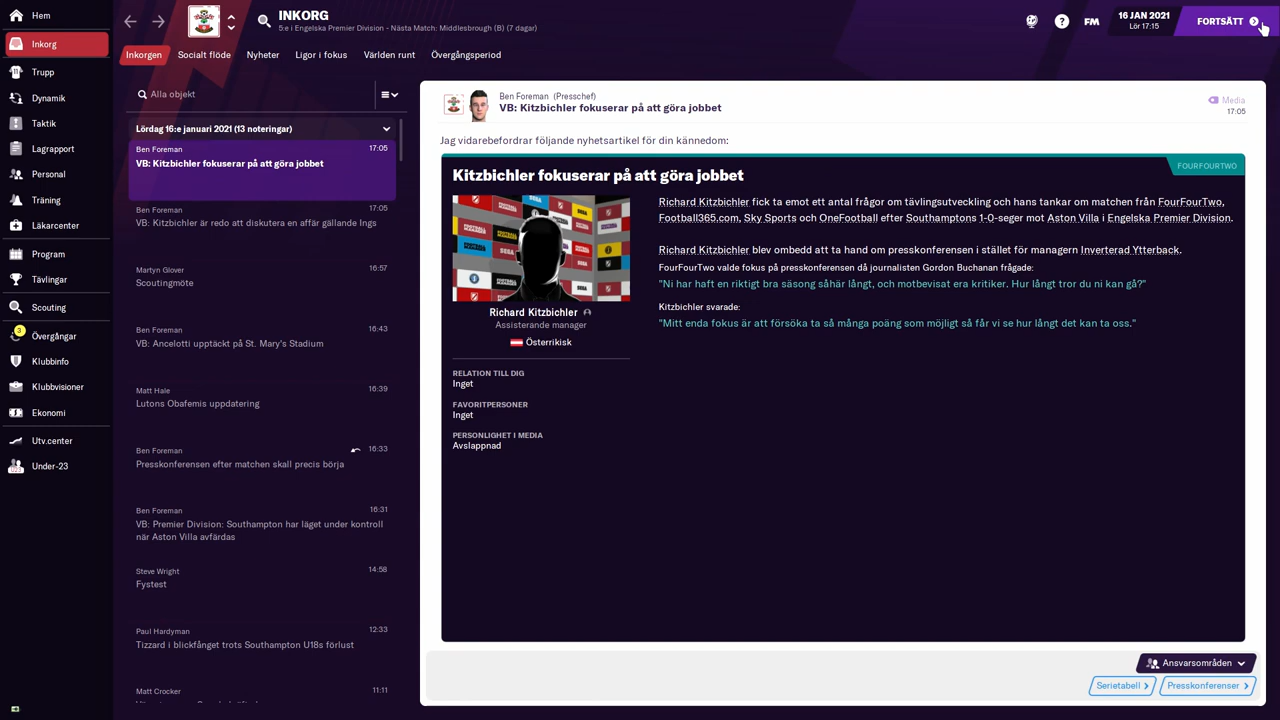 Hem
Inkorg
Trupp
Dynamik
Taktik
Lagrapport
Personal
Träning
Läkarcenter
Program
Tävlingar
Scouting
3
Övergångar
Klubbinfo
Klubbvisioner
Ekonomi
Utv.center
Under-23
INKORG
5:e i Engelska Premier Division - Nästa Match: Middlesbrough (B) (7 dagar)
?
FM
16 JAN 2021
Lör 17:15
FORTSÄTT
Inkorgen Socialt flöde Nyheter Ligor i fokus Världen runt Övergångsperiod
Alla objekt
Lördag 16:e januari 2021 (13 noteringar)
Ben Foreman 17:05
VB: Kitzbichler fokuserar på att göra jobbet
Ben Foreman 17:05
VB: Kitzbichler är redo att diskutera en affär gällande Ings
Martyn Glover 16:57
Scoutingmöte
Ben Foreman 16:43
VB: Ancelotti upptäckt på St. Mary's Stadium
Matt Hale 16:39
Lutons Obafemis uppdatering
Ben Foreman 16:33
Presskonferensen efter matchen skall precis börja
Ben Foreman 16:31
VB: Premier Division: Southampton har läget under kontroll
när Aston Villa avfärdas
Steve Wright 14:58
Fystest
Paul Hardyman 12:33
Tizzard i blickfånget trots Southampton U18s förlust
Matt Crocker 11:11
Ben Foreman (Presschef)
VB: Kitzbichler fokuserar på att göra jobbet
Media
17:05
Jag vidarebefordrar följande nyhetsartikel för din kännedom:
FOURFOURTWO
Kitzbichler fokuserar på att göra jobbet
Richard Kitzbichler
Assisterande manager
Österrikisk
RELATION TILL DIG
Inget
FAVORITPERSONER
Inget
PERSONLIGHET I MEDIA
Avslappnad
Richard Kitzbichler fick ta emot ett antal frågor om tävlingsutveckling och hans tankar om matchen från FourFourTwo,
Football365.com, Sky Sports och OneFootball efter Southamptons 1-0-seger mot Aston Villa i Engelska Premier Division.
Richard Kitzbichler blev ombedd att ta hand om presskonferensen i stället för managern Inverterad Ytterback.
FourFourTwo valde fokus på presskonferensen då journalisten Gordon Buchanan frågade:
"Ni har haft en riktigt bra säsong såhär långt, och motbevisat era kritiker. Hur långt tror du ni kan gå?"
Kitzbichler svarade:
"Mitt enda fokus är att försöka ta så många poäng som möjligt så får vi se hur långt det kan ta oss."
Ansvarsområden
Serietabell
Presskonferenser